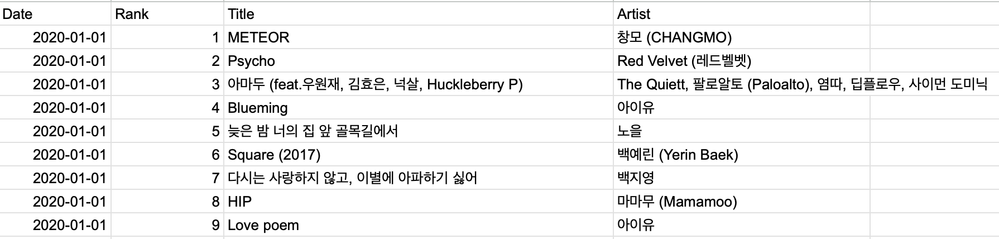 Date Rank Title Artist
2020-01-01 1 METEOR 창모 (CHANGMO)
2020-01-01 2 Psycho Red Velvet (레드벨벳)
2020-01-01 3 아마두 (feat.우원재, 김효은, 넉살, Huckleberry P) The Quiett, 팔로알토 (Paloalto), 염따, 딥플로우, 사이먼 도미닉
2020-01-01 4 Blueming 아이유
2020-01-01 5 늦은 밤 너의 집 앞 골목길에서 노을
2020-01-01 6 Square (2017) 백예린 (Yerin Baek)
2020-01-01 7 다시는 사랑하지 않고, 이별에 아파하기 싫어 백지영
2020-01-01 8 HIP 마마무 (Mamamoo)
2020-01-01 9 Love poem 아이유